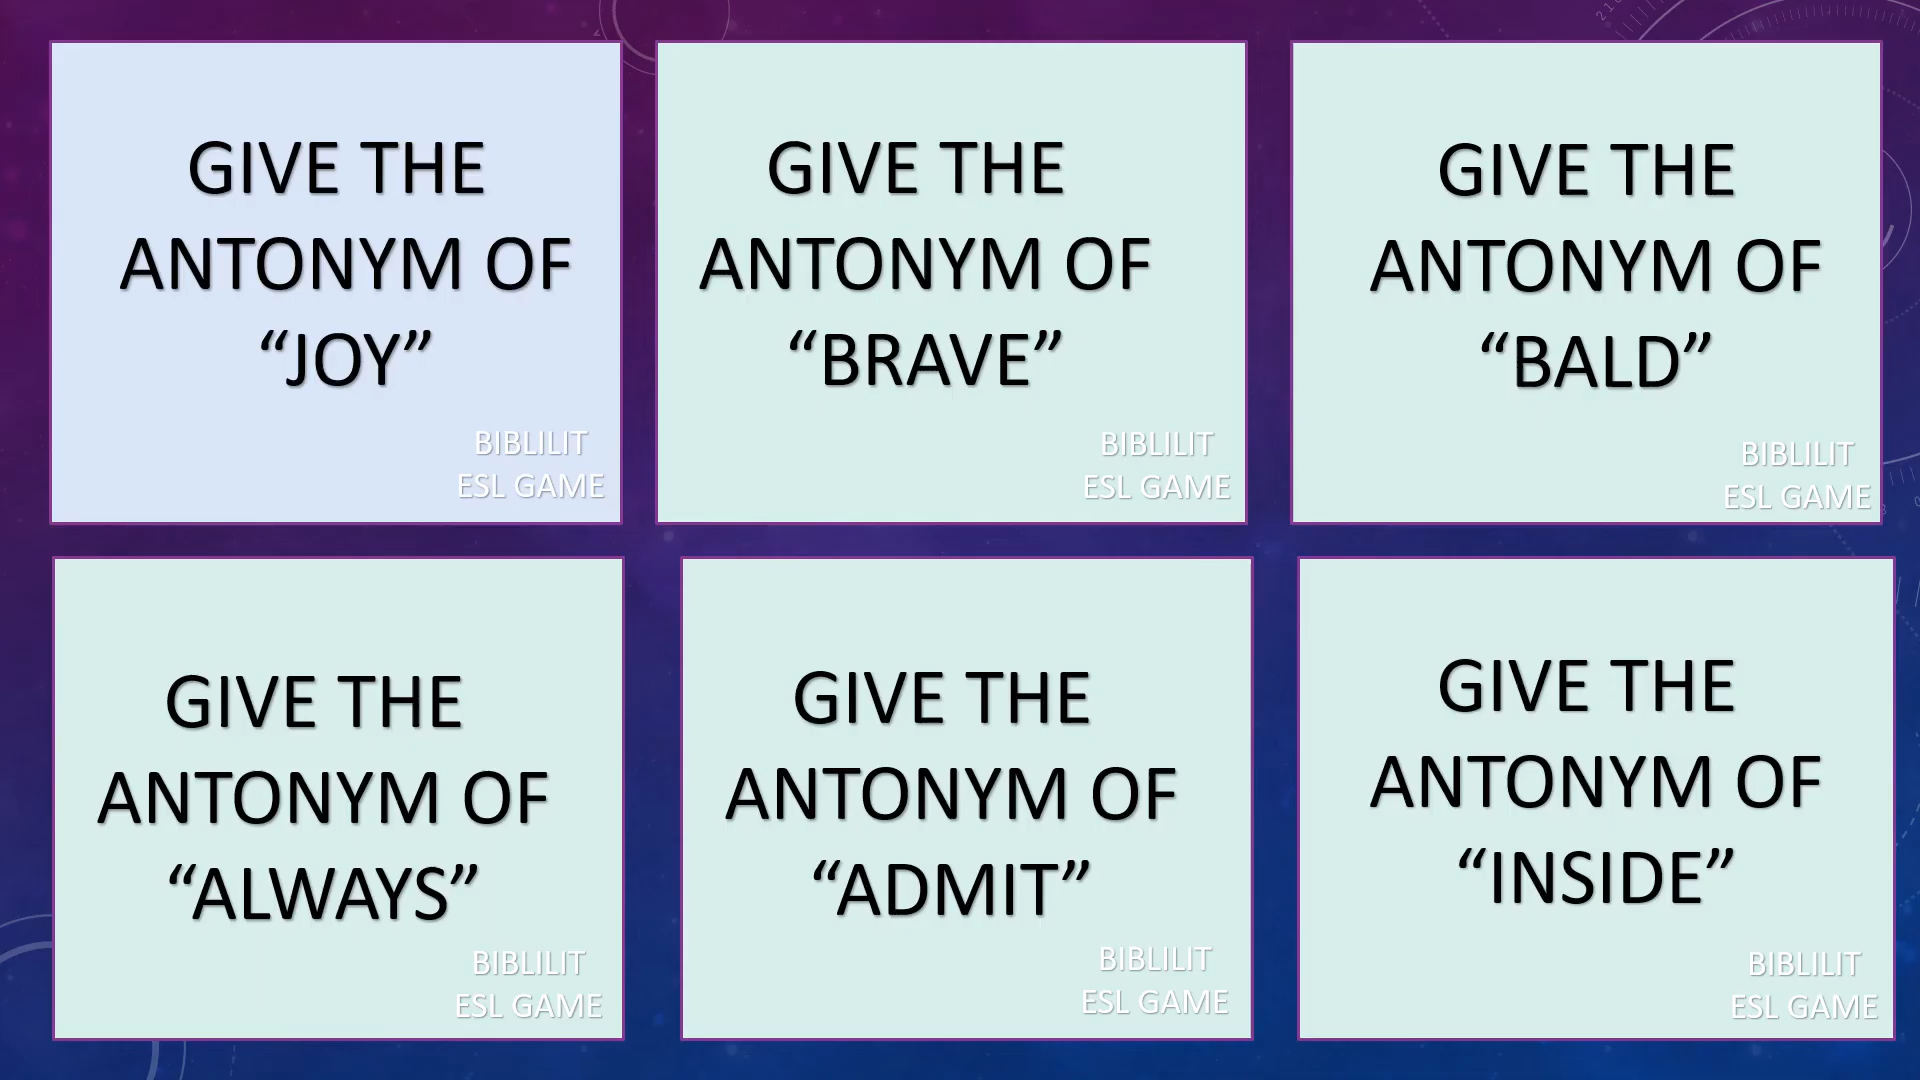 GIVE THE
ANTONYM OF
“JOY”
BIBLILIT
ESL GAME
GIVE THE
ANTONYM OF
“BRAVE”
BIBLILIT
ESL GAME
GIVE THE
ANTONYM OF
“BALD”
BIBLILIT
ESL GAME
GIVE THE
ANTONYM OF
“ALWAYS”
BIBLILIT
ESL GAME
GIVE THE
ANTONYM OF
“ADMIT”
BIBLILIT
ESL GAME
GIVE THE
ANTONYM OF
“INSIDE”
BIBLILIT
ESL GAME